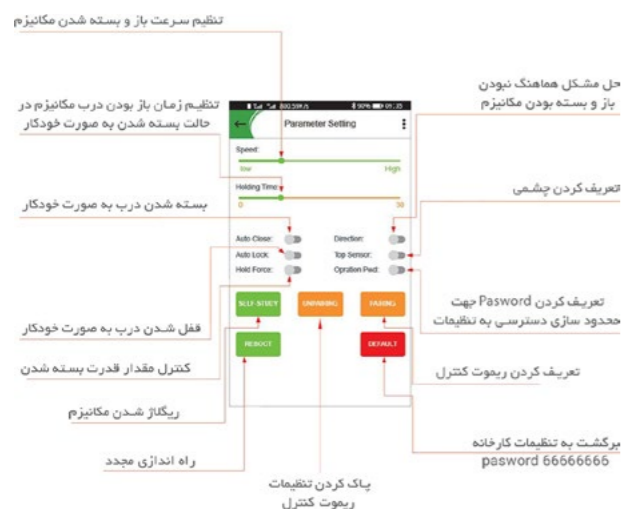 تنظیم سرعت باز و بسته شدن مکانیزم
حل مشکل هماهنگ نبودن
باز و بسته بودن مکانیزم
تنظیم زمان باز بودن درب مکانیزم در
حالت بسته شدن به صورت خودکار
09:35
Parameter Setting
Speed:
low
High
Holding Time:
0
30
تعریف کردن چشمی
بسته شدن درب به صورت خودکار
Auto Close:
Direction:
Auto Lock:
Top Sensor:
Hold Force:
Opration Pwd:
SELF-STUDY
UNPAIRING
PAIRING
REBOOT
DEFAULT
تعریف کردن Pasword جهت
محدود سازی دسترسی به تنظیمات
قفل شدن درب به صورت خودکار
کنترل مقدار قدرت بسته شدن
تعریف کردن ریموت کنترل
ریگلاژ شدن مکانیزم
برگشت به تنظیمات کارخانه
pasword 66666666
راه اندازی مجدد
پاک کردن تنظیمات
ریموت کنترل